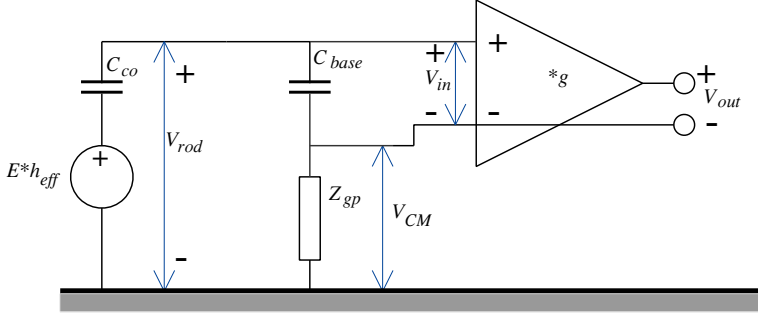 C_co
+
C_base
+
V_in
-
+
-
*g
+
V_out
-
E*h_eff
+
V_rod
Z_gp
V_CM
-